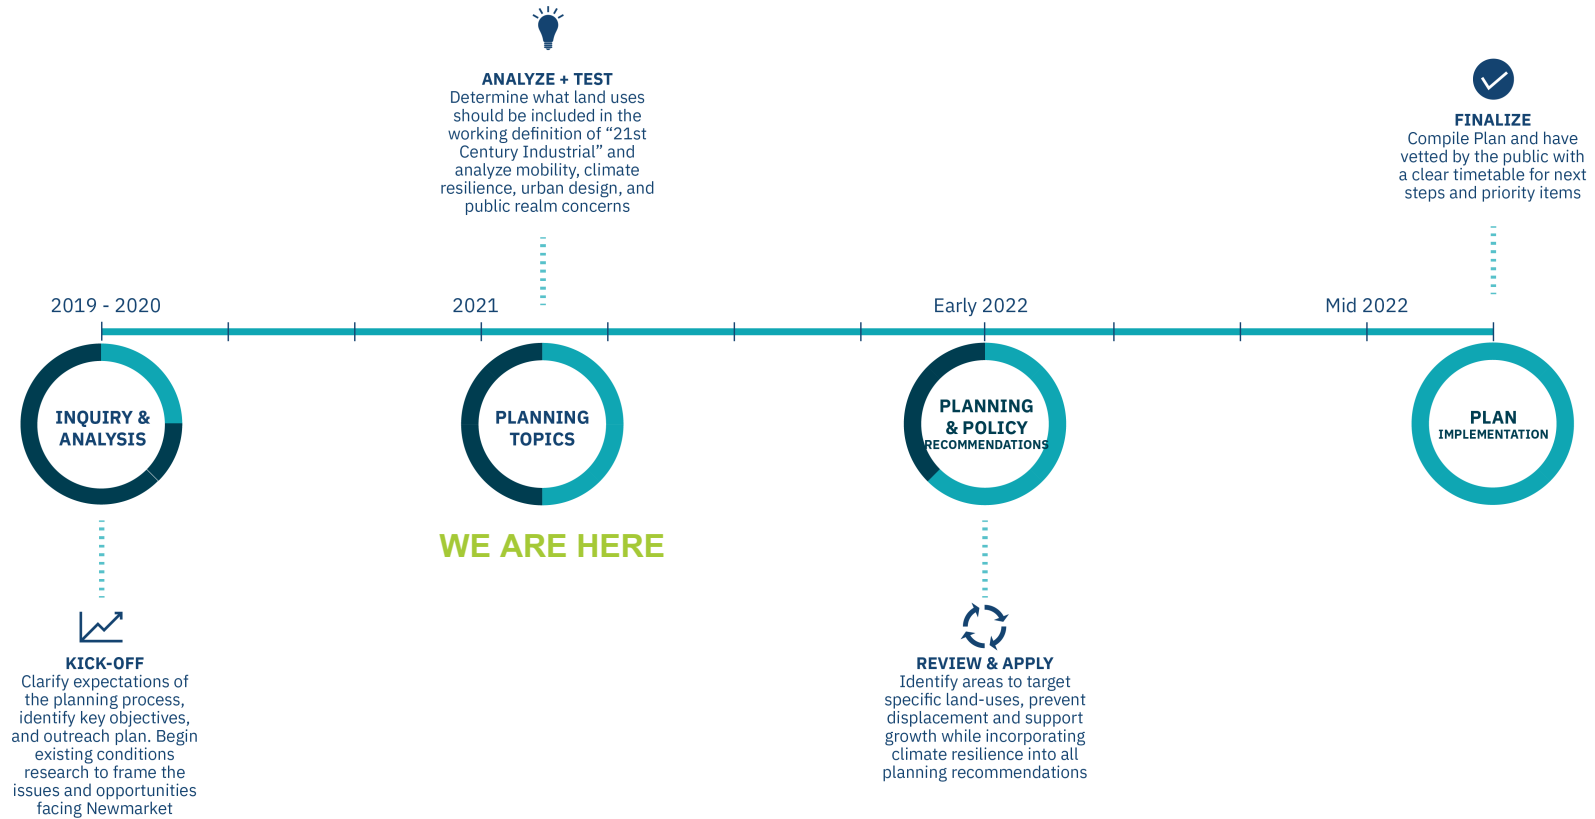 ANALYZE + TEST
Determine what land uses
should be included in the
working definition of “21st
Century Industrial” and
analyze mobility, climate
resilience, urban design, and
public realm concerns
FINALIZE
Compile Plan and have
vetted by the public with
a clear timetable for next
steps and priority items
2019 - 2020
2021
Early 2022
Mid 2022
INQUIRY &
ANALYSIS
PLANNING
TOPICS
PLANNING
& POLICY
RECOMMENDATIONS
PLAN
IMPLEMENTATION
WE ARE HERE
KICK-OFF
Clarify expectations of
the planning process,
identify key objectives,
and outreach plan. Begin
existing conditions
research to frame the
issues and opportunities
facing Newmarket
REVIEW & APPLY
Identify areas to target
specific land-uses, prevent
displacement and support
growth while incorporating
climate resilience into all
planning recommendations